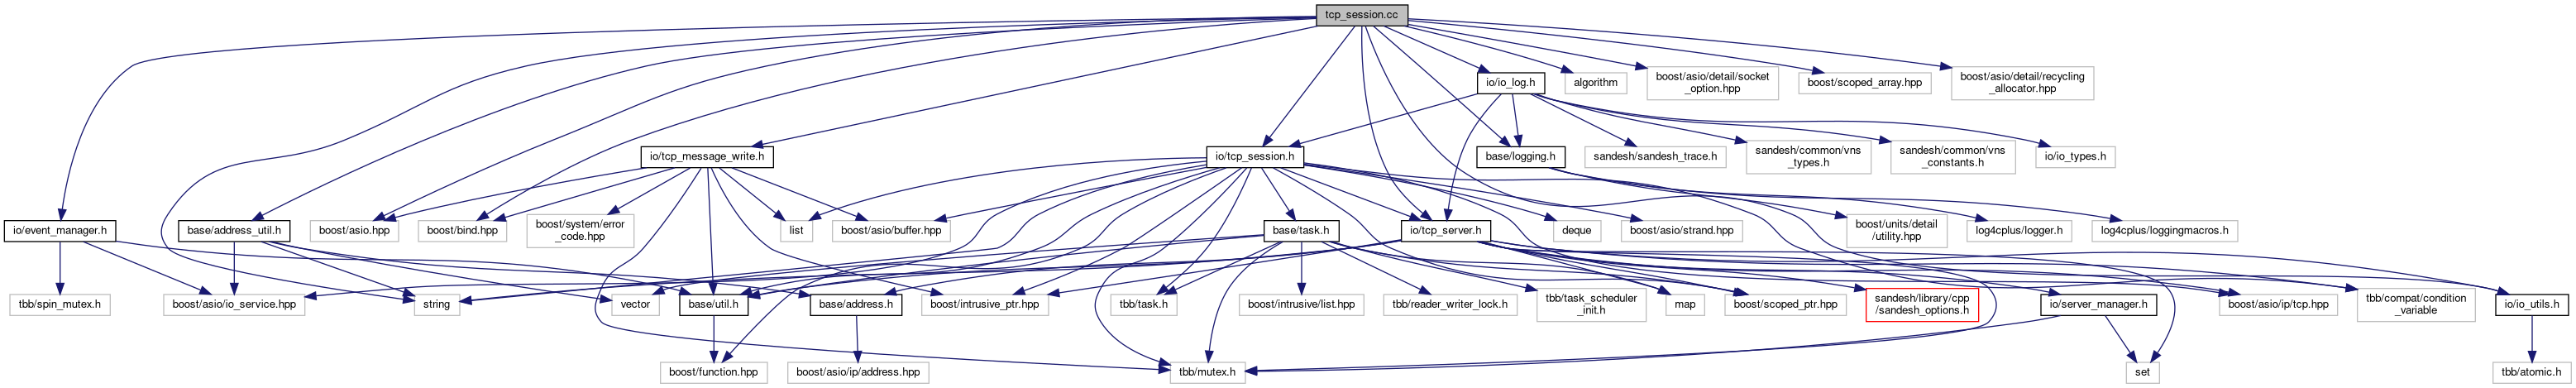 tcp_session.cc
io/io_log.h
algorithm
boost/asio/detail/socket
_option.hpp
boost/scoped_array.hpp
boost/asio/detail/recycling
_allocator.hpp
io/tcp_message_write.h
io/tcp_session.h
base/logging.h
sandesh/sandesh_trace.h
sandesh/common/vns
_types.h
sandesh/common/vns
_constants.h
io/io_types.h
io/event_manager.h
base/address_util.h
boost/asio.hpp
boost/bind.hpp
boost/system/error
_code.hpp
list
boost/asio/buffer.hpp
base/task.h
io/tcp_server.h
deque
boost/asio/strand.hpp
boost/units/detail
/utility.hpp
log4cplus/logger.h
log4cplus/loggingmacros.h
tbb/spin_mutex.h
boost/asio/io_service.hpp
string
vector
base/util.h
base/address.h
boost/intrusive_ptr.hpp
tbb/task.h
boost/intrusive/list.hpp
tbb/reader_writer_lock.h
tbb/task_scheduler
_init.h
map
boost/scoped_ptr.hpp
sandesh/library/cpp
/sandesh_options.h
io/server_manager.h
boost/asio/ip/tcp.hpp
tbb/compat/condition
_variable
io/io_utils.h
boost/function.hpp
boost/asio/ip/address.hpp
tbb/mutex.h
set
tbb/atomic.h